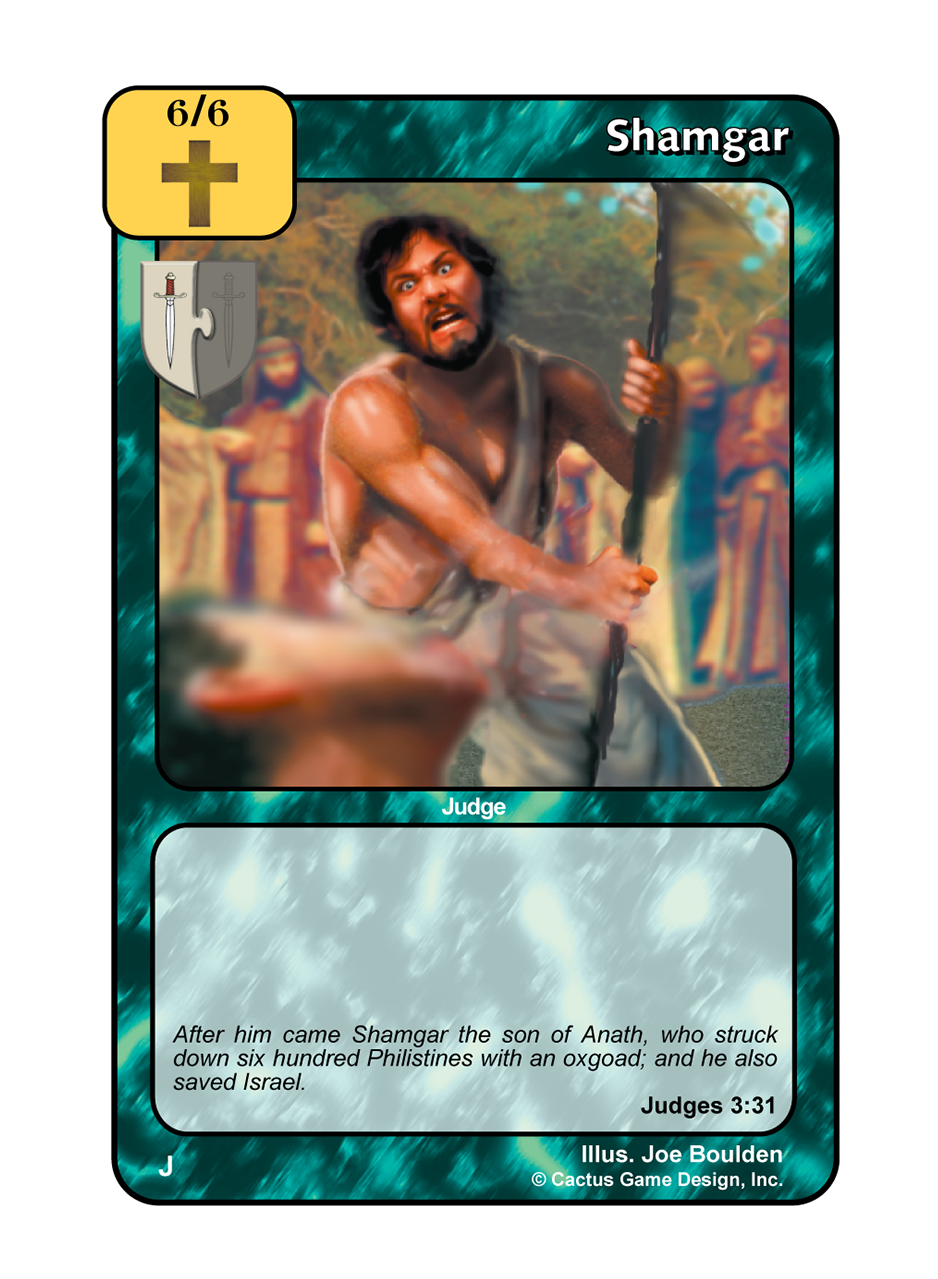 6/6
Shamgar
Judge
After him came Shamgar the son of Anath, who struck
down six hundred Philistines with an oxgoad; and he also
saved Israel.
Judges 3:31
J
Illus. Joe Boulden
© Cactus Game Design, Inc.